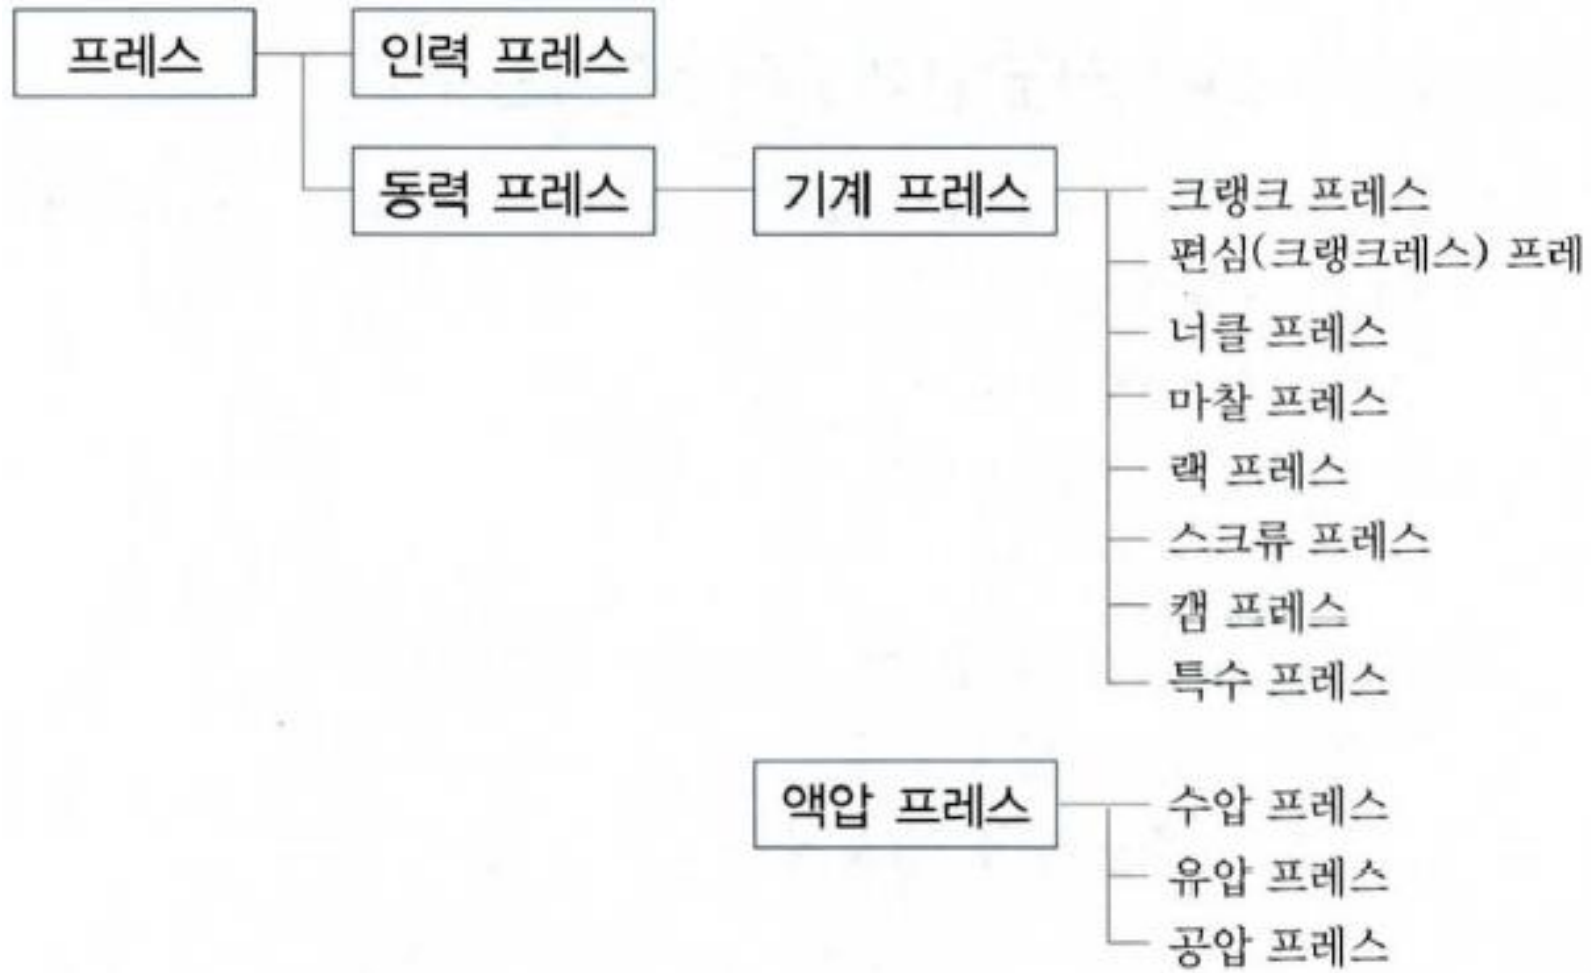 프레스 인력 프레스
동력 프레스 기계 프레스 크랭크 프레스
편심(크랭크레스) 프레
너클 프레스
마찰 프레스
랙 프레스
스크류 프레스
캠 프레스
특수 프레스
액압 프레스 수압 프레스
유압 프레스
공압 프레스